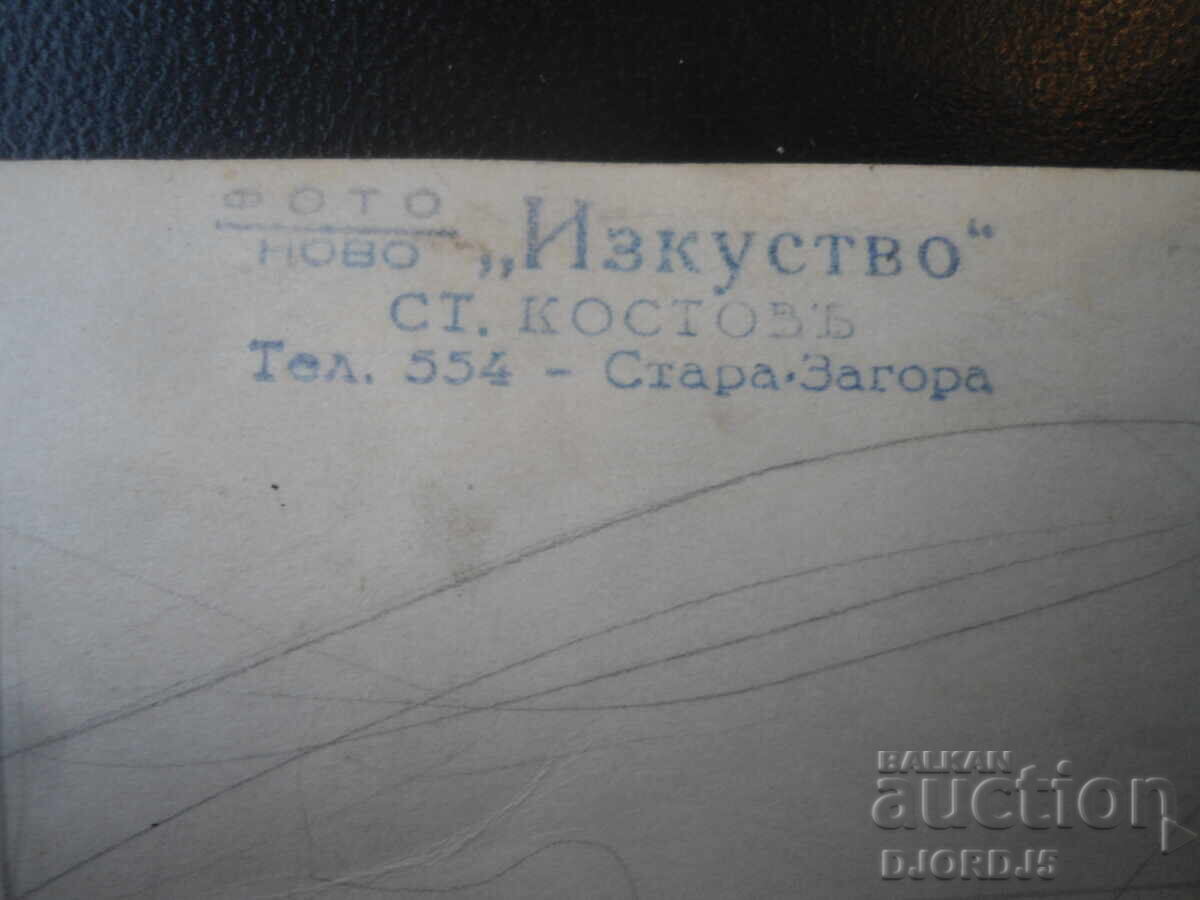 ФОТО
НОВО „Изкуство“
СТ. КОСТОВЪ
Тел. 554 - Стара-Загора
BALKAN
auction
DJORDJ5